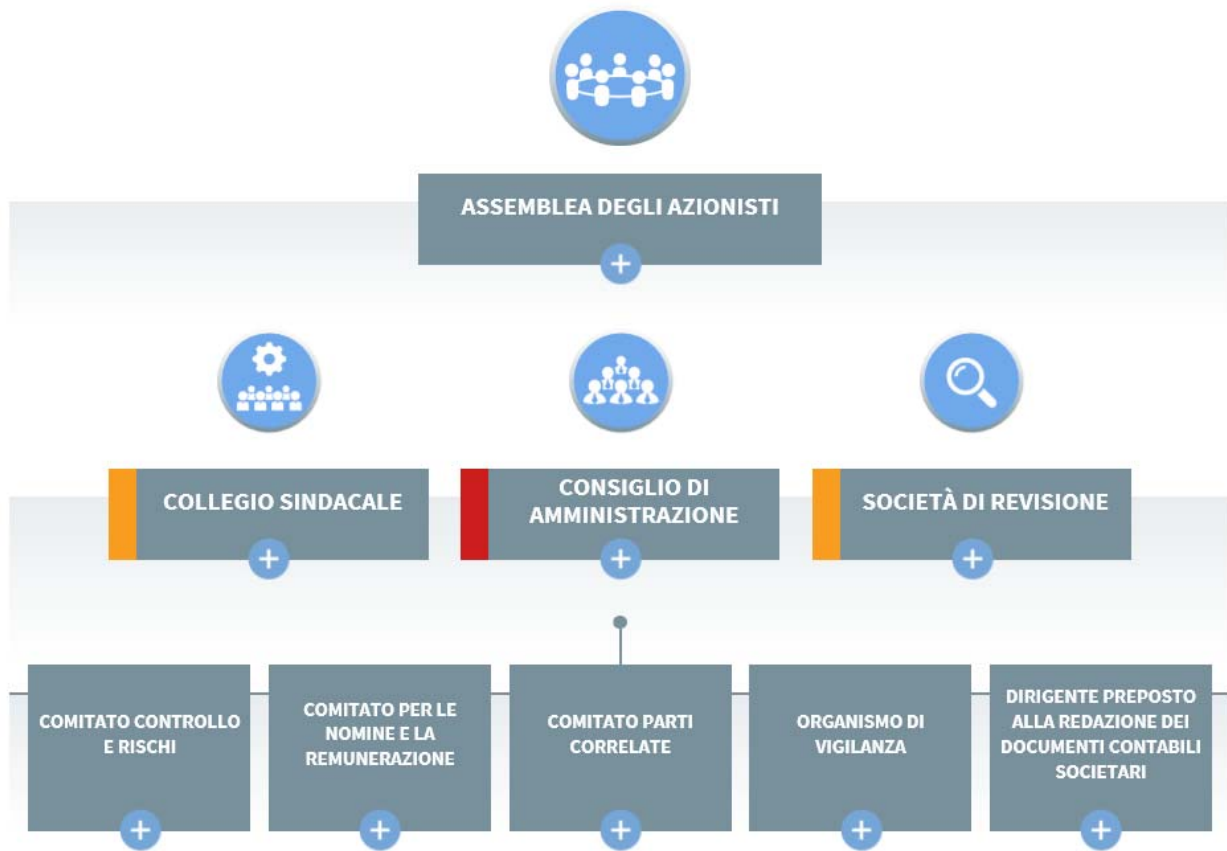 ASSEMBLEA DEGLI AZIONISTI
COLLEGIO SINDACALE
CONSIGLIO DI
AMMINISTRAZIONE
SOCIETÀ DI REVISIONE
COMITATO CONTROLLO
E RISCHI
COMITATO PER LE
NOMINE E LA
REMUNERAZIONE
COMITATO PARTI
CORRELATE
ORGANISMO DI
VIGILANZA
DIRIGENTE PREPOSTO
ALLA REDAZIONE DEI
DOCUMENTI CONTABILI
SOCIETARI